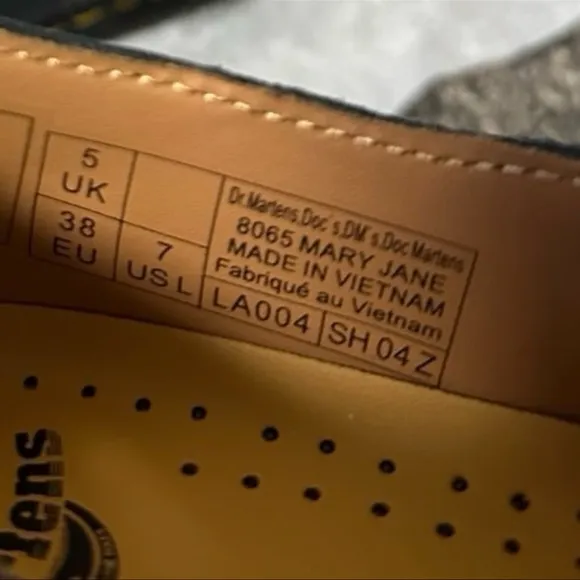 5
UK
38
EU
7
US L
Dr.Martens.Doc´s.DM´s.Doc Martens
8065 MARY JANE
MADE IN VIETNAM
Fabriqué au Vietnam
LA004
SH 04 Z
tens